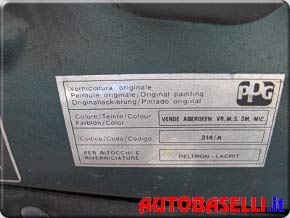 Verniciatura originale
Peinture originale/Original painting
Originallackierung/Pintado original
PPG
Colore/Teinte/Colour
Farbton/Color
VERDE ABERDEEN VR.M.S. SM. MIC.
Codice/Code/Código
314/A
PER RITOCCHI E
RIVERNICIATURE
DELTRON - LACRIT
AUTOBASELLI.it